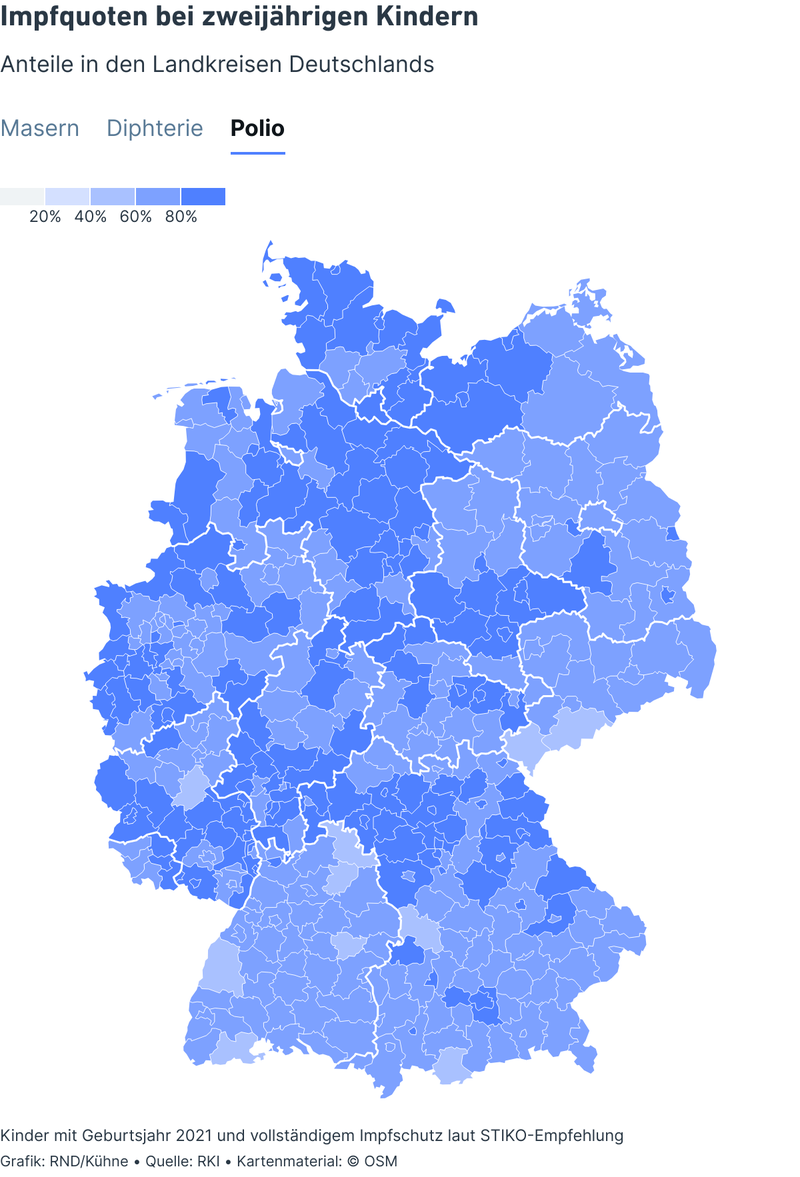 Impfquoten bei zweijährigen Kindern
Anteile in den Landkreisen Deutschlands
Masern Diphterie Polio
20% 40% 60% 80%
Kinder mit Geburtsjahr 2021 und vollständigem Impfschutz laut STIKO-Empfehlung
Grafik: RND/Kühne • Quelle: RKI • Kartenmaterial: © OSM